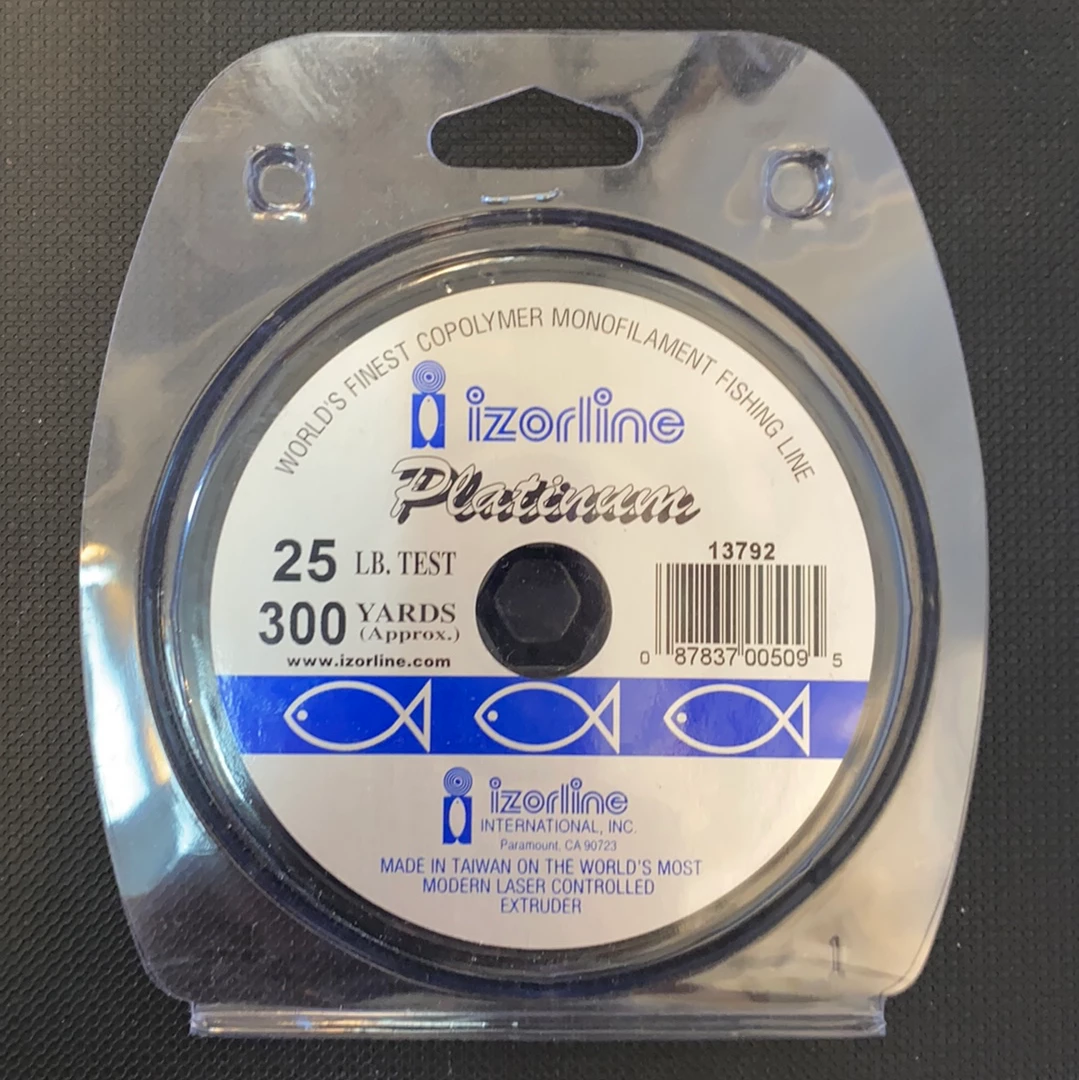 WORLD'S FINEST COPOLYMER MONOFILAMENT FISHING LINE
izorline
Platinum
25 LB. TEST
300 YARDS
(Approx.)
www.izorline.com
13792
0 87837 00509 5
izorline
INTERNATIONAL, INC.
Paramount, CA 90723
MADE IN TAIWAN ON THE WORLD'S MOST
MODERN LASER CONTROLLED
EXTRUDER
1